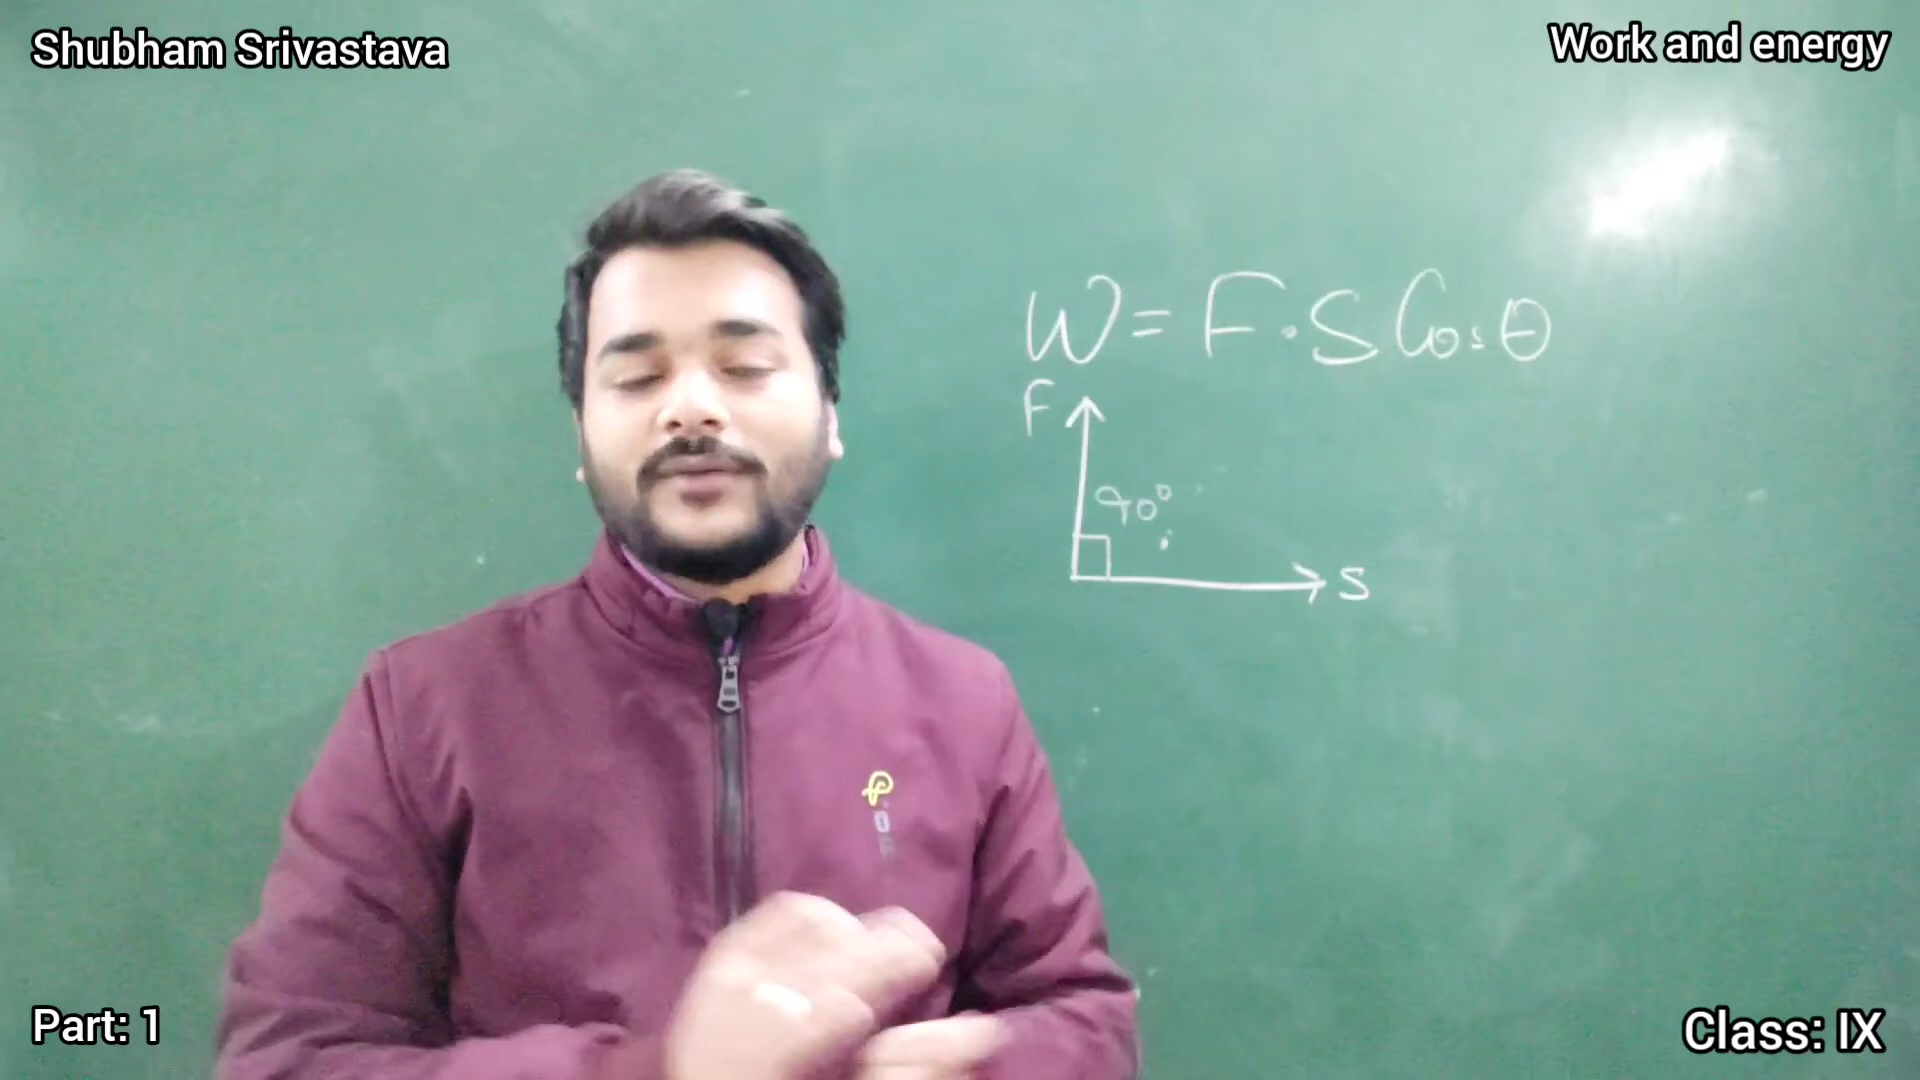 Shubham Srivastava
Work and energy
W = F · S Cos θ
F
90°
S
Part: 1
Class: IX